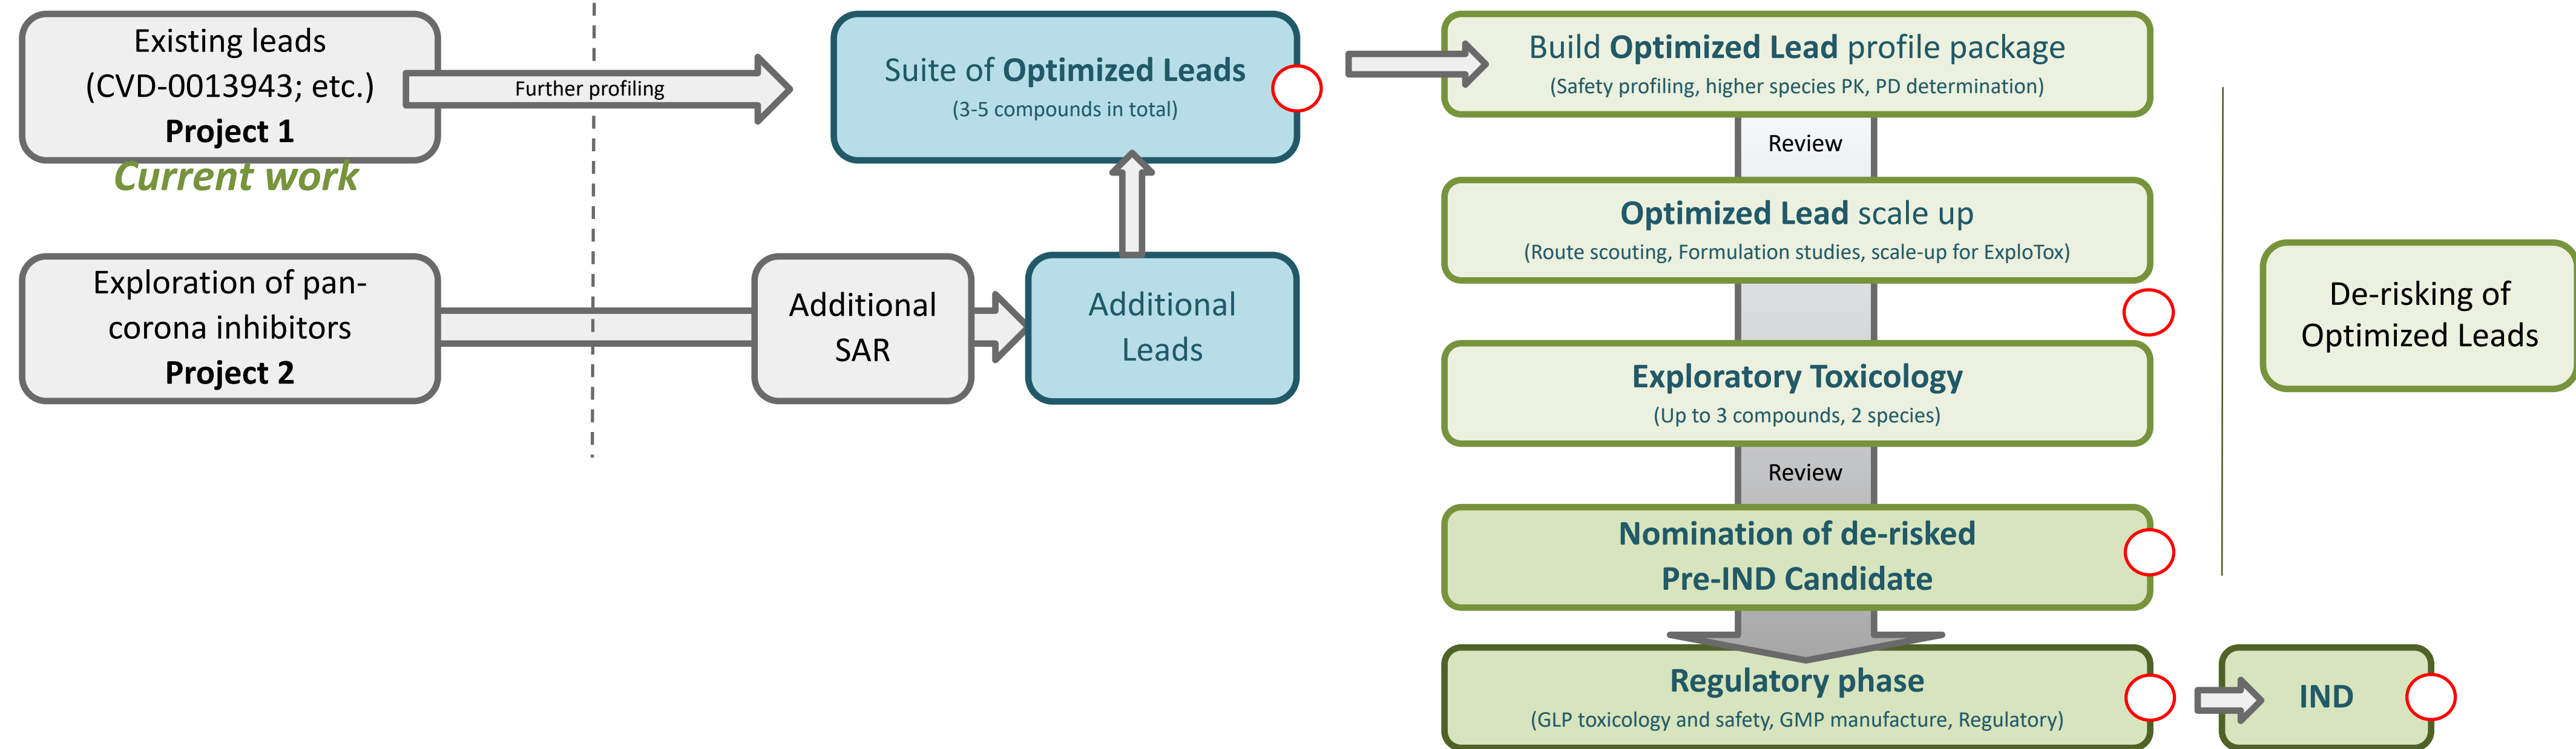 Existing leads
(CVD-0013943; etc.)
Project 1
Current work
Further profiling
Suite of Optimized Leads
(3-5 compounds in total)
Exploration of pan-
corona inhibitors
Project 2
Additional
SAR
Additional
Leads
Build Optimized Lead profile package
(Safety profiling, higher species PK, PD determination)
Review
Optimized Lead scale up
(Route scouting, Formulation studies, scale-up for ExploTox)
Exploratory Toxicology
(Up to 3 compounds, 2 species)
Review
Nomination of de-risked
Pre-IND Candidate
Regulatory phase
(GLP toxicology and safety, GMP manufacture, Regulatory)
De-risking of
Optimized Leads
IND